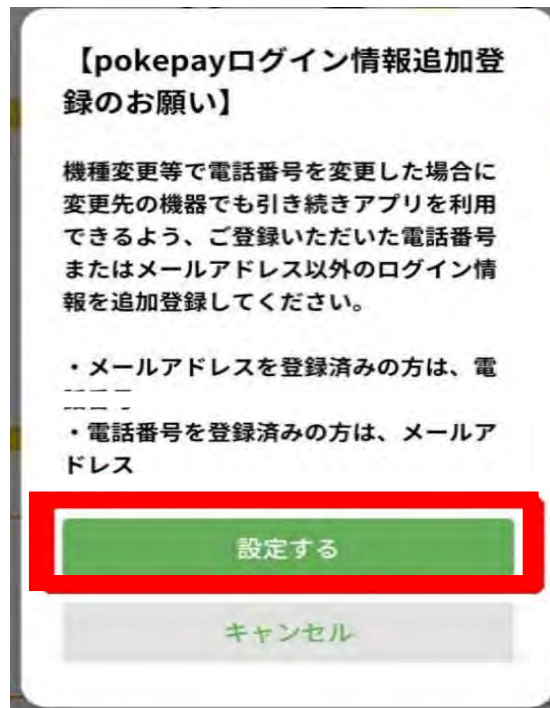 【pokepayログイン情報追加登
録のお願い】
機種変更等で電話番号を変更した場合に
変更先の機器でも引き続きアプリを利用
できるよう、ご登録いただいた電話番号
またはメールアドレス以外のログイン情
報を追加登録してください。
・メールアドレスを登録済みの方は、電
・電話番号を登録済みの方は、メールア
ドレス
設定する
キャンセル